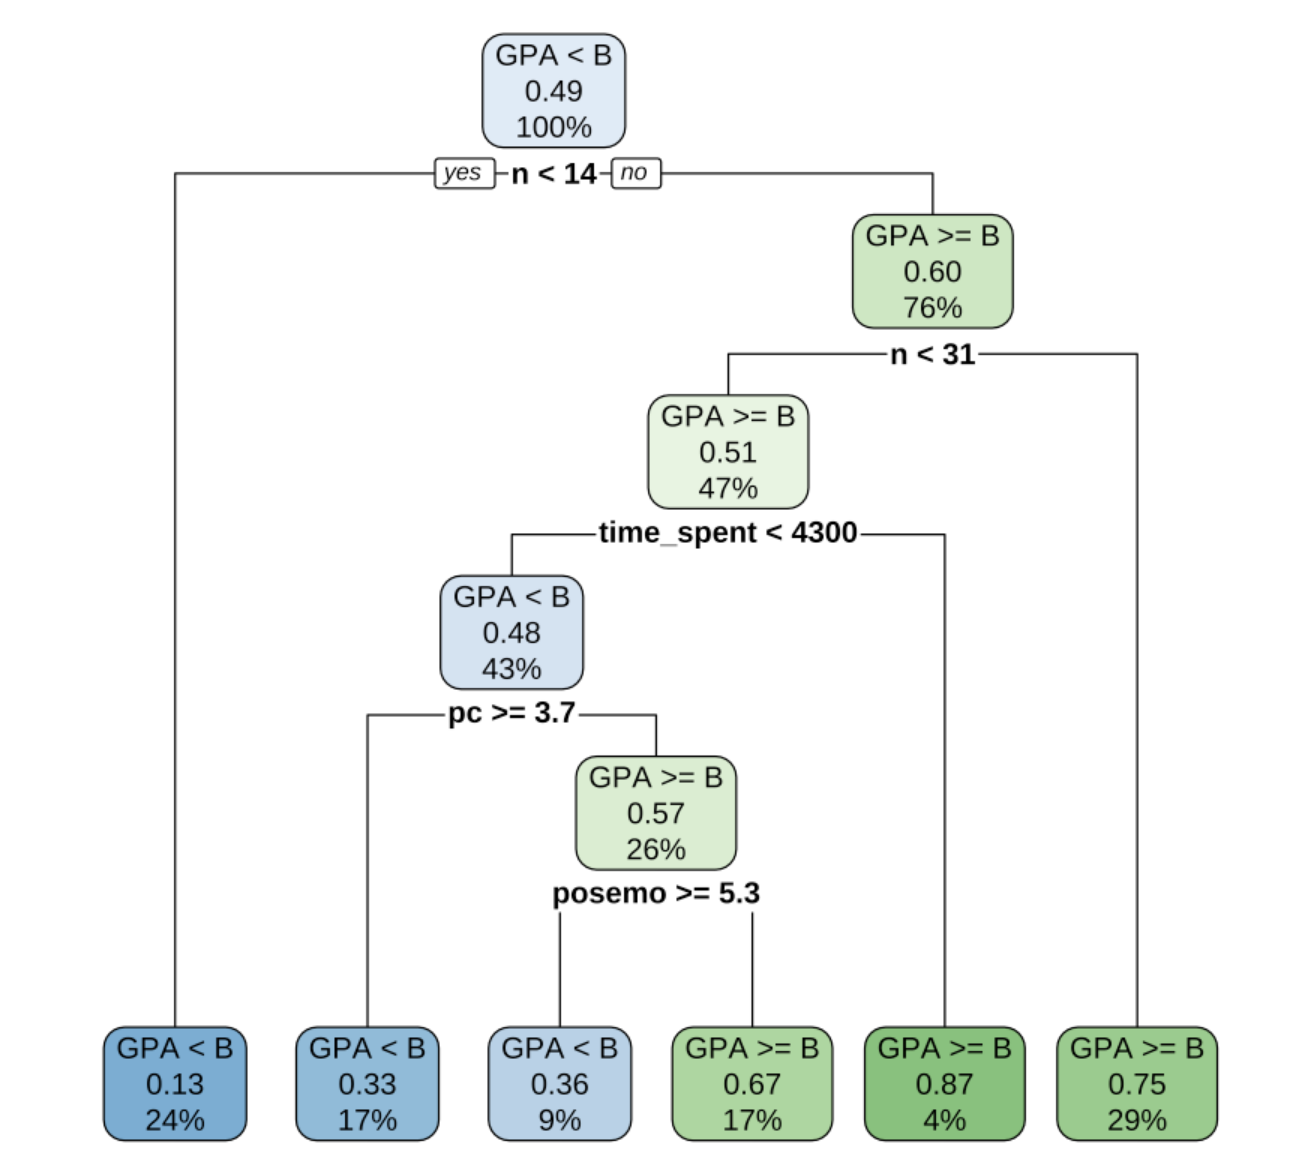 GPA < B
0.49
100%
yes n < 14 no
GPA >= B
0.60
76%
n < 31
GPA >= B
0.51
47%
time_spent < 4300
GPA < B
0.48
43%
pc >= 3.7
GPA >= B
0.57
26%
posemo >= 5.3
GPA < B
0.13
24%
GPA < B
0.33
17%
GPA < B
0.36
9%
GPA >= B
0.67
17%
GPA >= B
0.87
4%
GPA >= B
0.75
29%